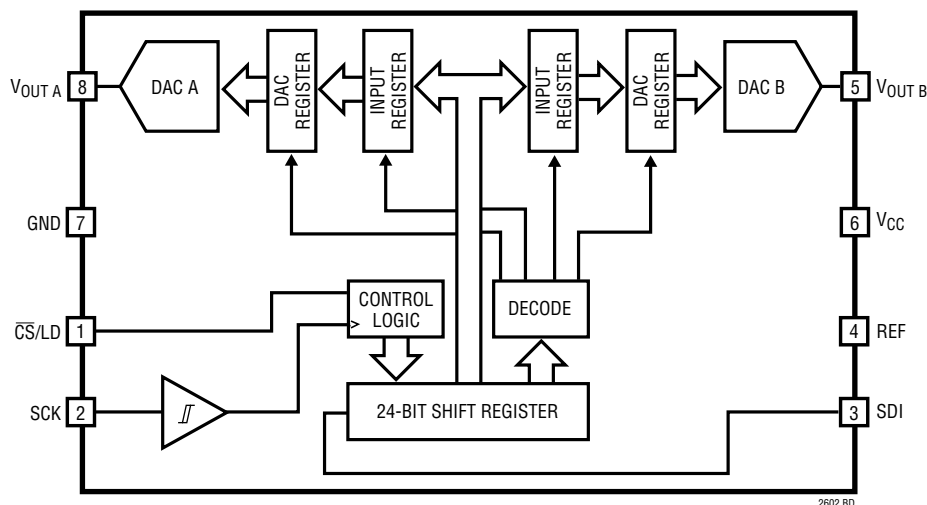 VOUT A
8
DAC A
DAC
REGISTER
INPUT
REGISTER
INPUT
REGISTER
DAC
REGISTER
DAC B
5
VOUT B
GND
7
6
VCC
CS/LD
1
CONTROL
LOGIC
DECODE
4
REF
SCK
2
24-BIT SHIFT REGISTER
3
SDI
2602 BD